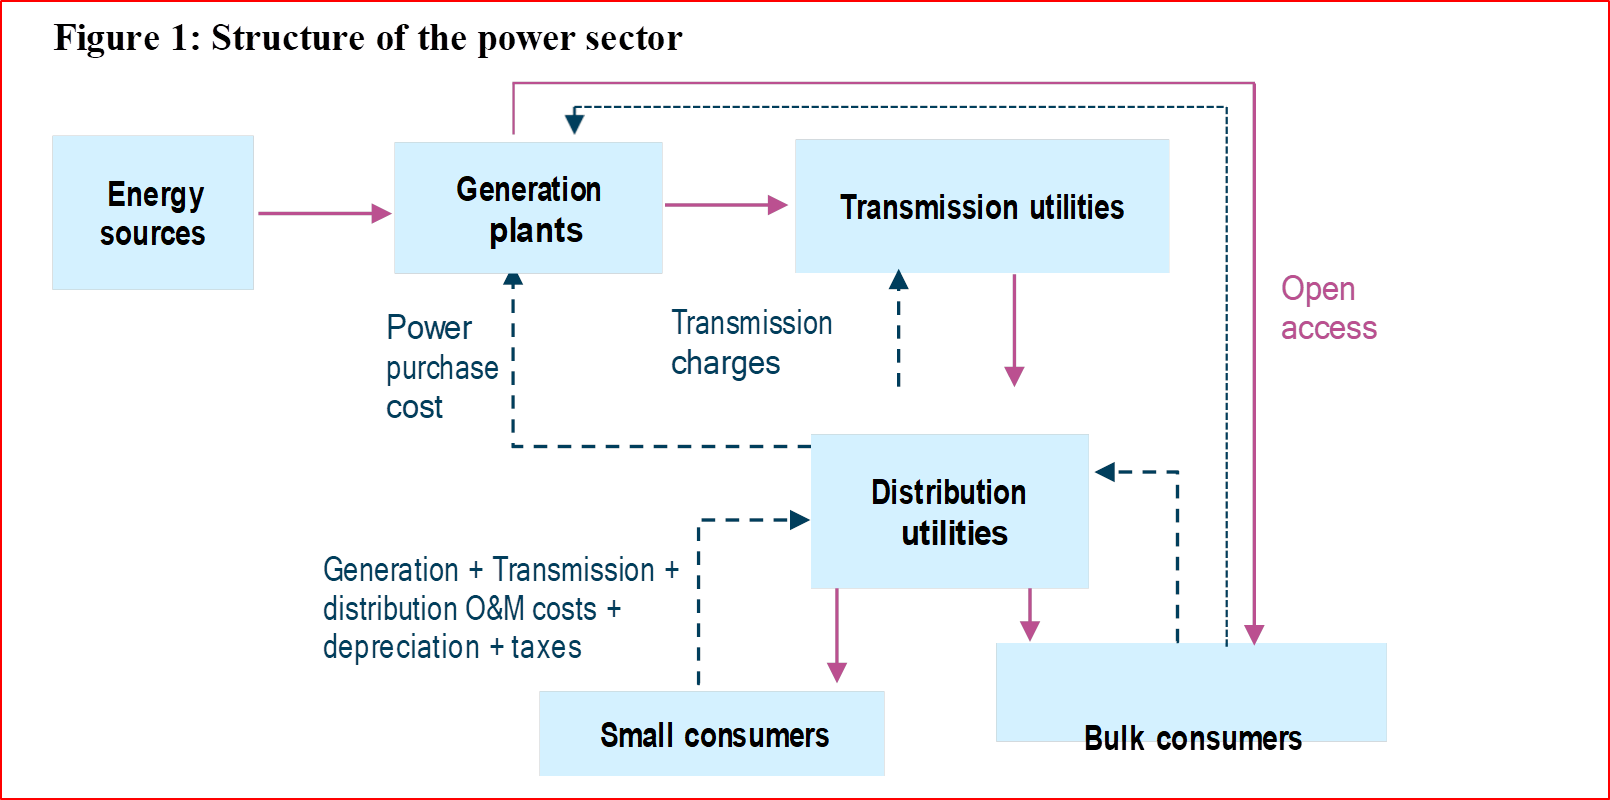 Figure 1: Structure of the power sector
Energy
sources
Generation
plants
Transmission utilities
Open
access
Power
purchase
cost
Transmission
charges
Distribution
utilities
Generation + Transmission +
distribution O&M costs +
depreciation + taxes
Small consumers
Bulk consumers